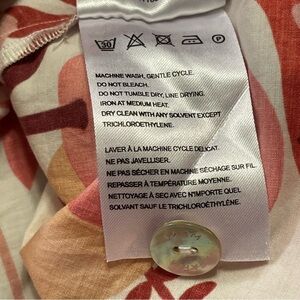 30 P
MACHINE WASH, GENTLE CYCLE.
DO NOT BLEACH.
DO NOT TUMBLE DRY, LINE DRYING.
IRON AT MEDIUM HEAT.
DRY CLEAN WITH ANY SOLVENT EXCEPT
TRICHLOROETHYLENE.
LAVER À LA MACHINE CYCLE DÉLICAT.
NE PAS JAVELLISER.
NE PAS SÉCHER EN MACHINE SÉCHAGE SUR FIL.
REPASSER À TEMPÉRATURE MOYENNE.
NETTOYAGE À SEC AVEC N'IMPORTE QUEL
SOLVANT SAUF LE TRICHLOROÉTHYLÈNE.